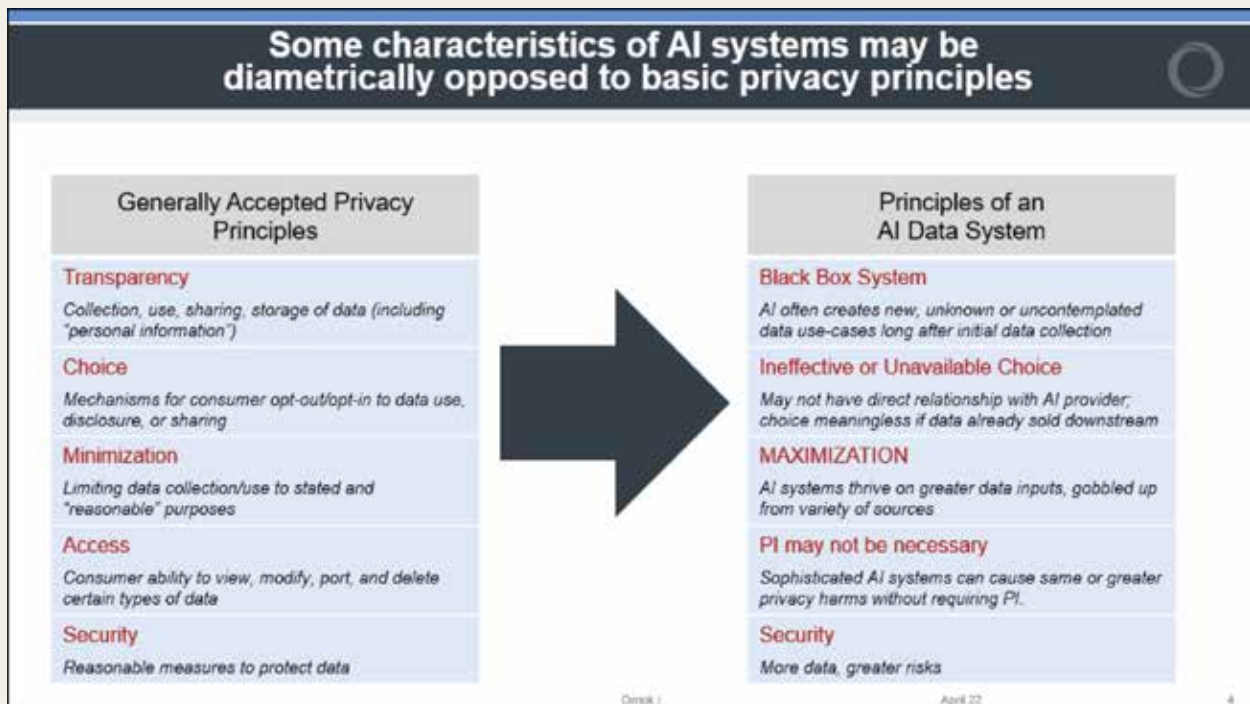 Some characteristics of AI systems may be
diametrically opposed to basic privacy principles
Generally Accepted Privacy
Principles
Transparency
Collection, use, sharing, storage of data (including
"personal information")
Choice
Mechanisms for consumer opt-out/opt-in to data use,
disclosure, or sharing
Minimization
Limiting data collection/use to stated and
"reasonable" purposes
Access
Consumer ability to view, modify, port, and delete
certain types of data
Security
Reasonable measures to protect data
Principles of an
AI Data System
Black Box System
AI often creates new, unknown or uncontemplated
data use-cases long after initial data collection
Ineffective or Unavailable Choice
May not have direct relationship with AI provider;
choice meaningless if data already sold downstream
MAXIMIZATION
AI systems thrive on greater data inputs, gobbled up
from variety of sources
PI may not be necessary
Sophisticated AI systems can cause same or greater
privacy harms without requiring PI.
Security
More data, greater risks
April 22
4